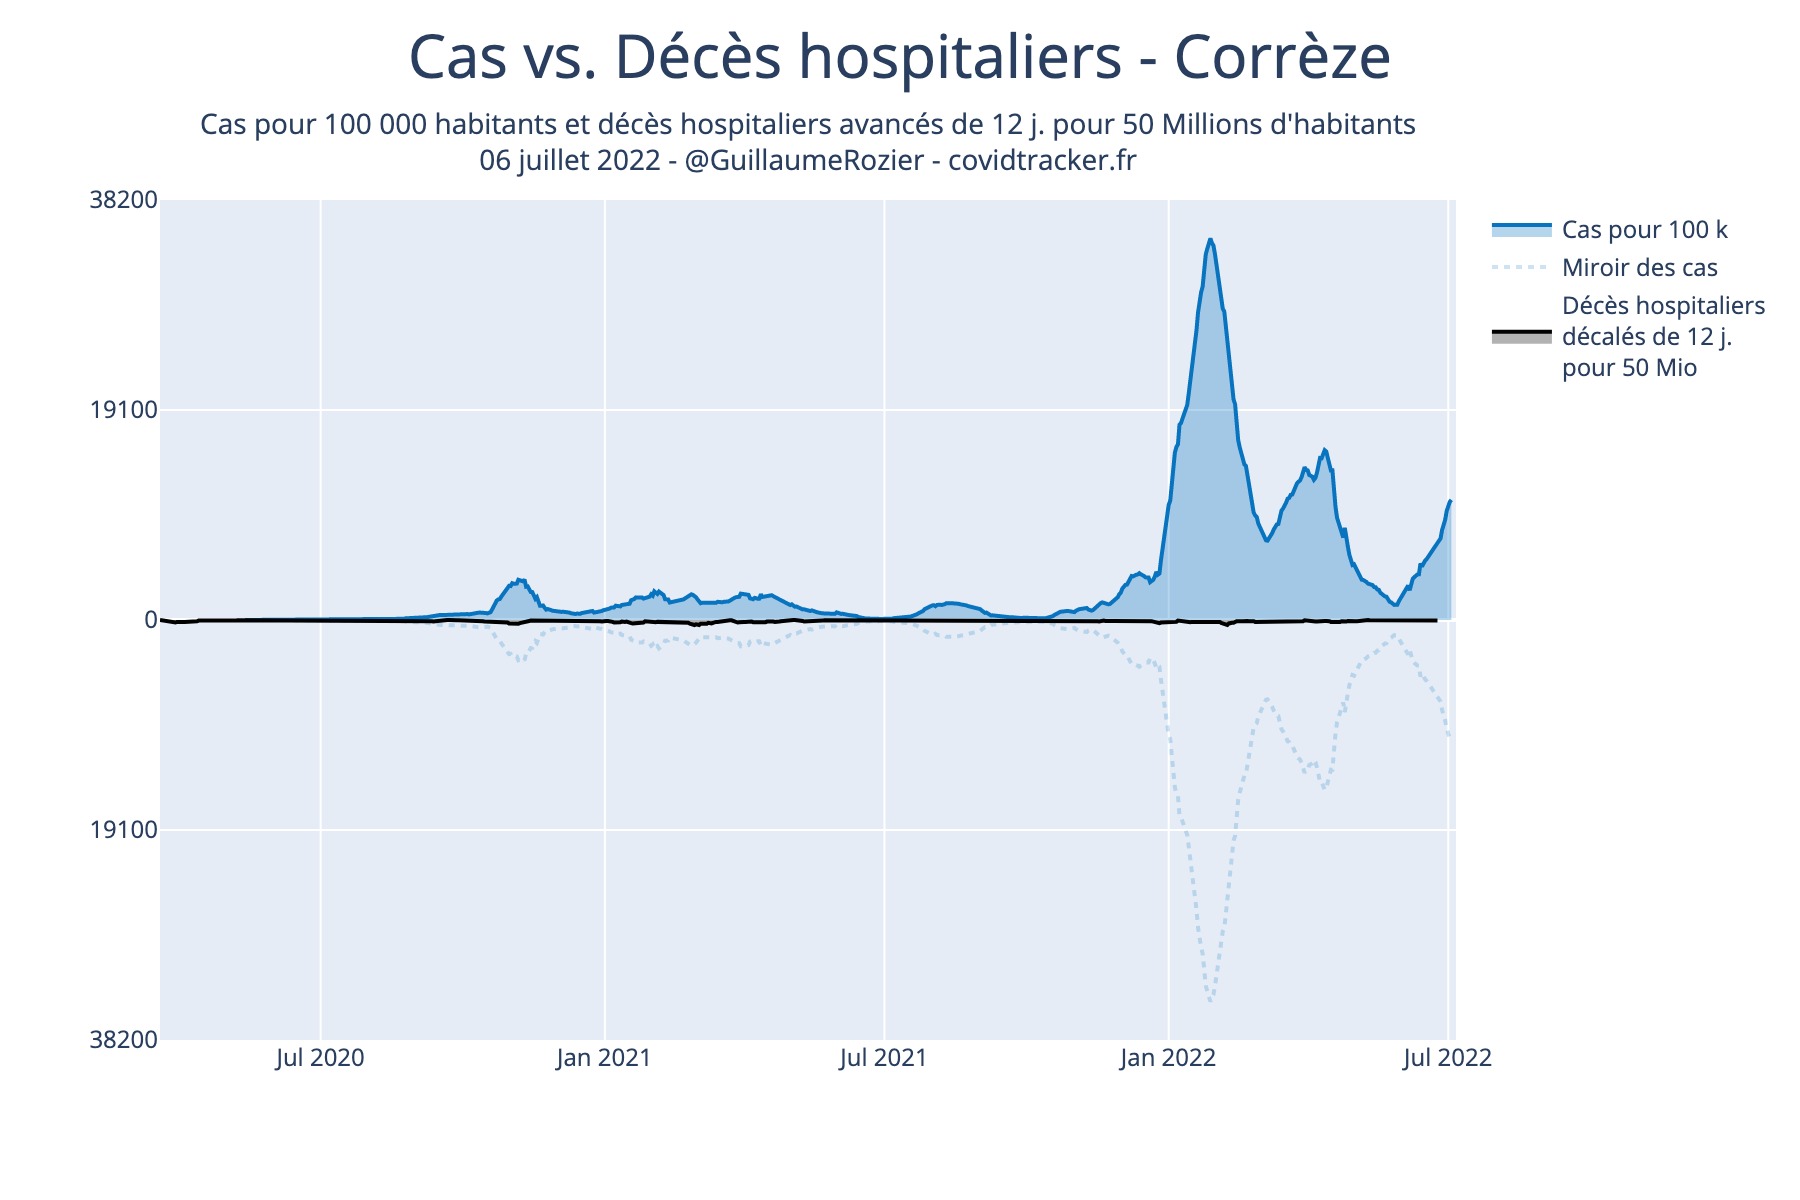 Cas vs. Décès hospitaliers - Corrèze
Cas pour 100 000 habitants et décès hospitaliers avancés de 12 j. pour 50 Millions d'habitants
06 juillet 2022 - @GuillaumeRozier - covidtracker.fr
38200
19100
0
19100
38200
Jul 2020
Jan 2021
Jul 2021
Jan 2022
Jul 2022
Cas pour 100 k
Miroir des cas
Décès hospitaliers
décalés de 12 j.
pour 50 Mio